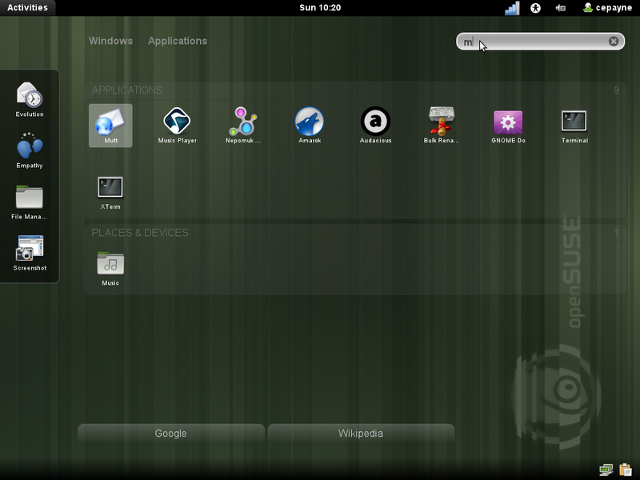 Activities
Sun 10:20
cepayne
Windows
Applications
m
APPLICATIONS
9
Mutt
Music Player
Nepomuk ...
Amarok
Audacious
Bulk Rena...
GNOME Do
Terminal
XTerm
PLACES & DEVICES
1
Music
Evolution
Empathy
File Mana...
Screenshot
openSUSE
Google
Wikipedia